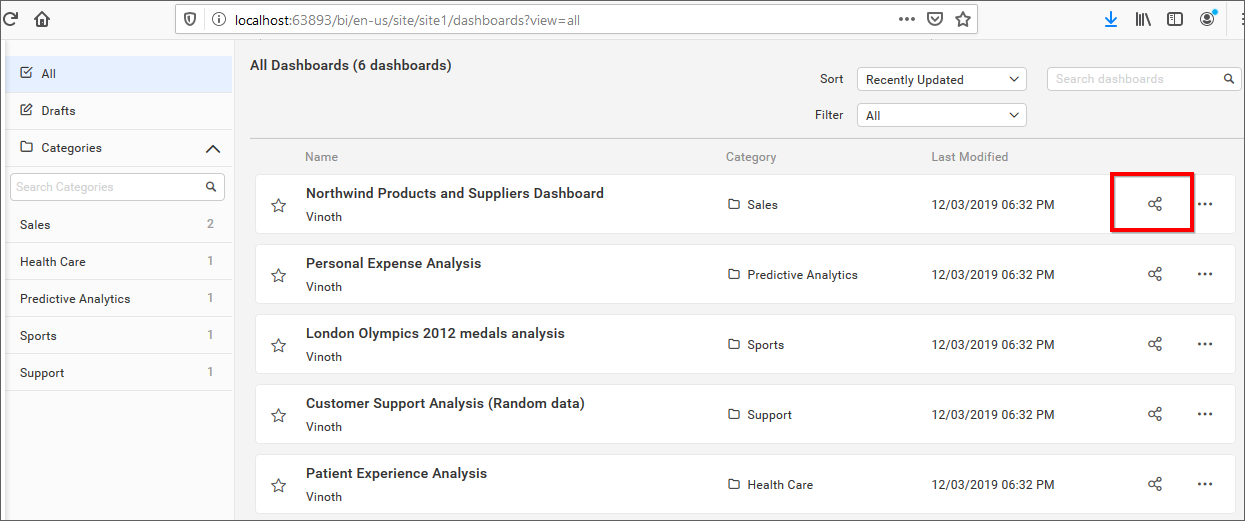 localhost:63893/bi/en-us/site/site1/dashboards?view=all
All
Drafts
Categories
Search Categories
Sales 2
Health Care 1
Predictive Analytics 1
Sports 1
Support 1
All Dashboards (6 dashboards)
Sort Recently Updated Search dashboards
Filter All
Name Category Last Modified
Northwind Products and Suppliers Dashboard
Vinoth
Sales 12/03/2019 06:32 PM
Personal Expense Analysis
Vinoth
Predictive Analytics 12/03/2019 06:32 PM
London Olympics 2012 medals analysis
Vinoth
Sports 12/03/2019 06:32 PM
Customer Support Analysis (Random data)
Vinoth
Support 12/03/2019 06:32 PM
Patient Experience Analysis
Vinoth
Health Care 12/03/2019 06:32 PM